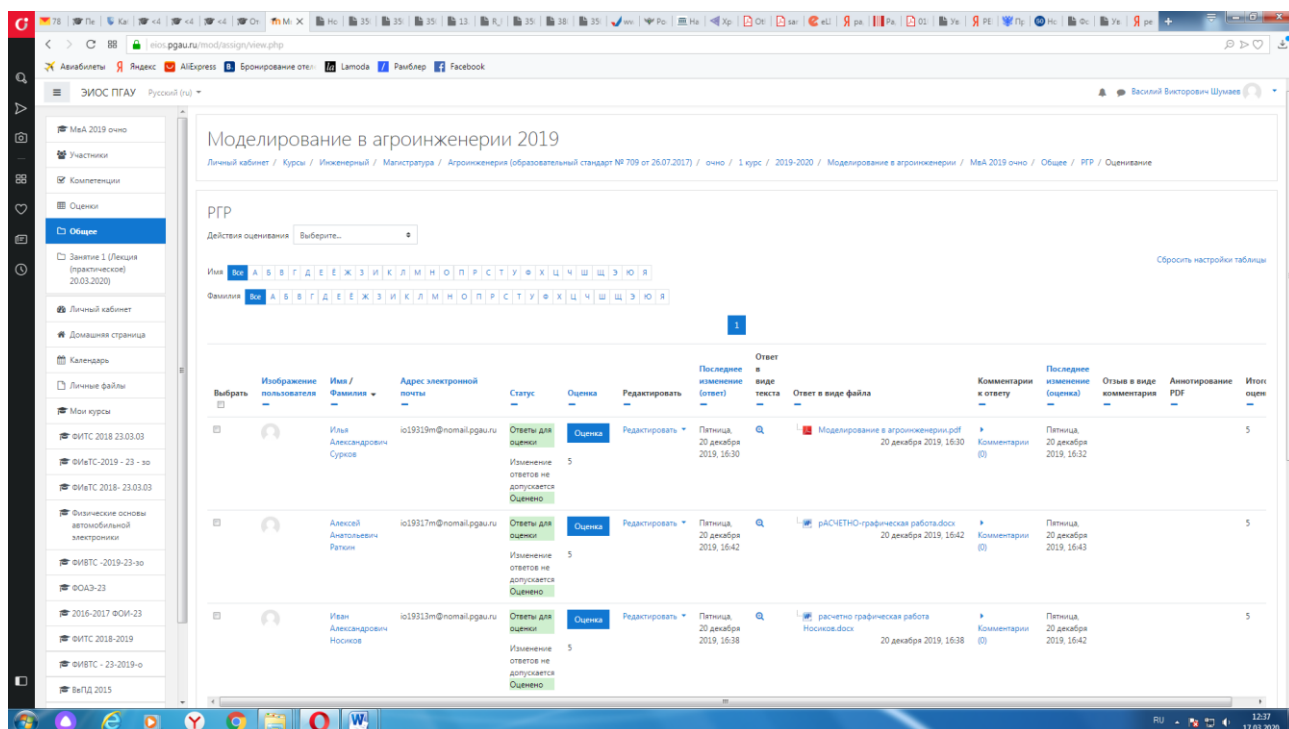 eios.pgau.ru/mod/assign/view.php
Авиабилеты Яндекс AliExpress Бронирование отел Lamoda Рамблер Facebook
ЭИОС ПГАУ Русский (ru)
Василий Викторович Шумаев
МвА 2019 очно
Участники
Компетенции
Оценки
Общее
Занятие 1 (Лекция
(практическое)
20.03.2020)
Личный кабинет
Домашняя страница
Календарь
Личные файлы
Мои курсы
ФИТС 2018 23.03.03
ФИвТС-2019 - 23 - зо
ФИвТС 2018- 23.03.03
Физические основы
автомобильной
электроники
ФИВТС -2019-23-зо
ФОАЭ-23
2016-2017 ФОИ-23
ФИТС 2018-2019
ФИВТС - 23-2019-о
ВвПД 2015
Моделирование в агроинженерии 2019
Личный кабинет / Курсы / Инженерный / Магистратура / Агроинженерия (образовательный стандарт № 709 от 26.07.2017) / очно / 1 курс / 2019-2020 / Моделирование в агроинженерии / МвА 2019 очно / Общее / РГР / Оценивание
РГР
Действия оценивания Выберите...
Сбросить настройки таблицы
Имя Все А Б В Г Д Е Ё Ж З И К Л М Н О П Р С Т У Ф Х Ц Ч Ш Щ Э Ю Я
Фамилия Все А Б В Г Д Е Ё Ж З И К Л М Н О П Р С Т У Ф Х Ц Ч Ш Щ Э Ю Я
1
Выбрать
Изображение
пользователя
Имя /
Фамилия
Адрес электронной
почты
Статус
Оценка
Редактировать
Последнее
изменение
(ответ)
Ответ
в
виде
текста
Ответ в виде файла
Комментарии
к ответу
Последнее
изменение
(оценка)
Отзыв в виде
комментария
Аннотирование
PDF
Итого
оцен
Илья
Александрович
Сурков
io19319m@nomail.pgau.ru
Ответы для
оценки
Изменение
ответов не
допускается
Оценено
Оценка
5
Редактировать
Пятница,
20 декабря
2019, 16:30
Моделирование в агроинженерии.pdf
20 декабря 2019, 16:30
Комментарии
(0)
Пятница,
20 декабря
2019, 16:32
5
Алексей
Анатольевич
Раткин
io19317m@nomail.pgau.ru
Ответы для
оценки
Изменение
ответов не
допускается
Оценено
Оценка
5
Редактировать
Пятница,
20 декабря
2019, 16:42
рАСЧЕТНО-графическая работа.docx
20 декабря 2019, 16:42
Комментарии
(0)
Пятница,
20 декабря
2019, 16:43
5
Иван
Александрович
Носиков
io19313m@nomail.pgau.ru
Ответы для
оценки
Изменение
ответов не
допускается
Оценено
Оценка
5
Редактировать
Пятница,
20 декабря
2019, 16:38
расчетно графическая работа
Носиков.docx
20 декабря 2019, 16:38
Комментарии
(0)
Пятница,
20 декабря
2019, 16:42
5
RU
12:37
17.03.2020